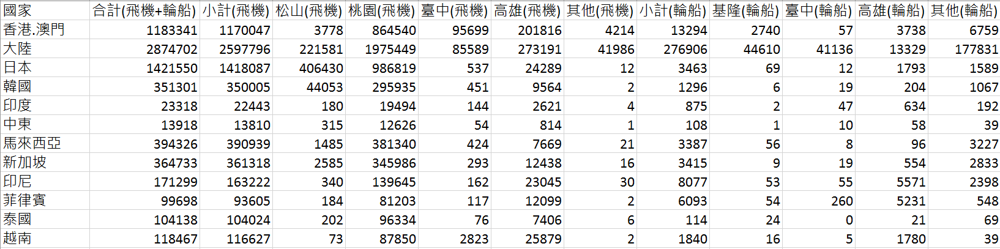 國家 合計(飛機+輪船) 小計(飛機) 松山(飛機) 桃園(飛機) 臺中(飛機) 高雄(飛機) 其他(飛機) 小計(輪船) 基隆(輪船) 臺中(輪船) 高雄(輪船) 其他(輪船)
香港.澳門 1183341 1170047 3778 864540 95699 201816 4214 13294 2740 57 3738 6759
大陸 2874702 2597796 221581 1975449 85589 273191 41986 276906 44610 41136 13329 177831
日本 1421550 1418087 406430 986819 537 24289 12 3463 69 12 1793 1589
韓國 351301 350005 44053 295935 451 9564 2 1296 6 19 204 1067
印度 23318 22443 180 19494 144 2621 4 875 2 47 634 192
中東 13918 13810 315 12626 54 814 1 108 1 10 58 39
馬來西亞 394326 390939 1485 381340 424 7669 21 3387 56 8 96 3227
新加坡 364733 361318 2585 345986 293 12438 16 3415 9 19 554 2833
印尼 171299 163222 340 139645 162 23045 30 8077 53 55 5571 2398
菲律賓 99698 93605 184 81203 117 12099 2 6093 54 260 5231 548
泰國 104138 104024 202 96334 76 7406 6 114 24 0 21 69
越南 118467 116627 73 87850 2823 25879 2 1840 16 5 1780 39